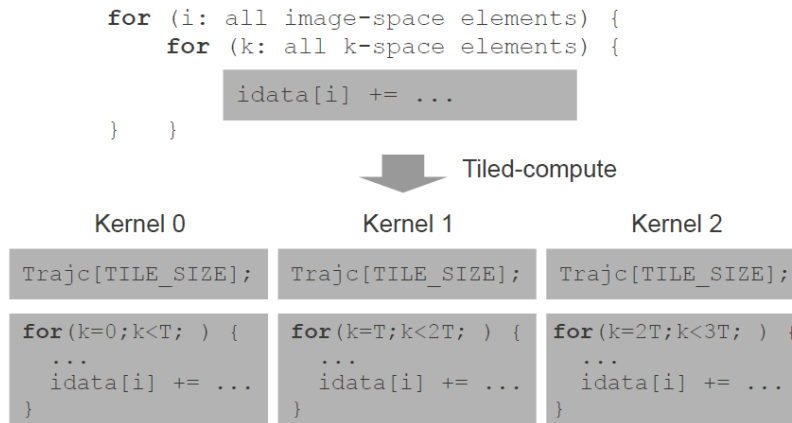 for (i: all image-space elements) {
for (k: all k-space elements) {
idata[i] += ...
} }
Tiled-compute
Kernel 0 Kernel 1 Kernel 2
Trajc[TILE_SIZE]; Trajc[TILE_SIZE]; Trajc[TILE_SIZE];
for(k=0;k<T; ) { for(k=T;k<2T; ) { for(k=2T;k<3T; ) {
... ... ...
idata[i] += ... idata[i] += ... idata[i] += ...
} } }